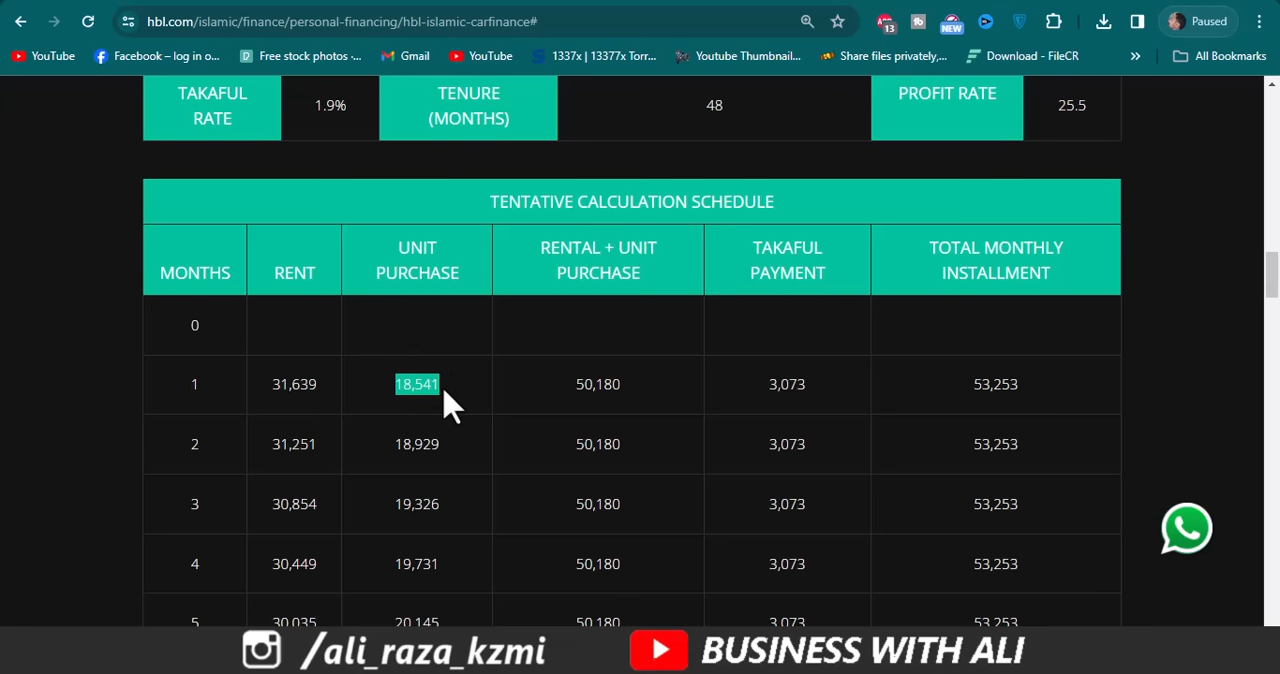 hbl.com/islamic/finance/personal-financing/hbl-islamic-carfinance#
13
NEW
Paused
YouTube
Facebook – log in o...
Free stock photos -...
Gmail
YouTube
1337x | 13377x Torr...
Youtube Thumbnail...
Share files privately,...
Download - FileCR
All Bookmarks
TAKAFUL RATE
1.9%
TENURE (MONTHS)
48
PROFIT RATE
25.5
TENTATIVE CALCULATION SCHEDULE
MONTHS
RENT
UNIT PURCHASE
RENTAL + UNIT PURCHASE
TAKAFUL PAYMENT
TOTAL MONTHLY INSTALLMENT
0
1 31,639 18,541 50,180 3,073 53,253
2 31,251 18,929 50,180 3,073 53,253
3 30,854 19,326 50,180 3,073 53,253
4 30,449 19,731 50,180 3,073 53,253
5 30,035 20,145 50,180 3,073 53,253
/ali_raza_kzmi
BUSINESS WITH ALI